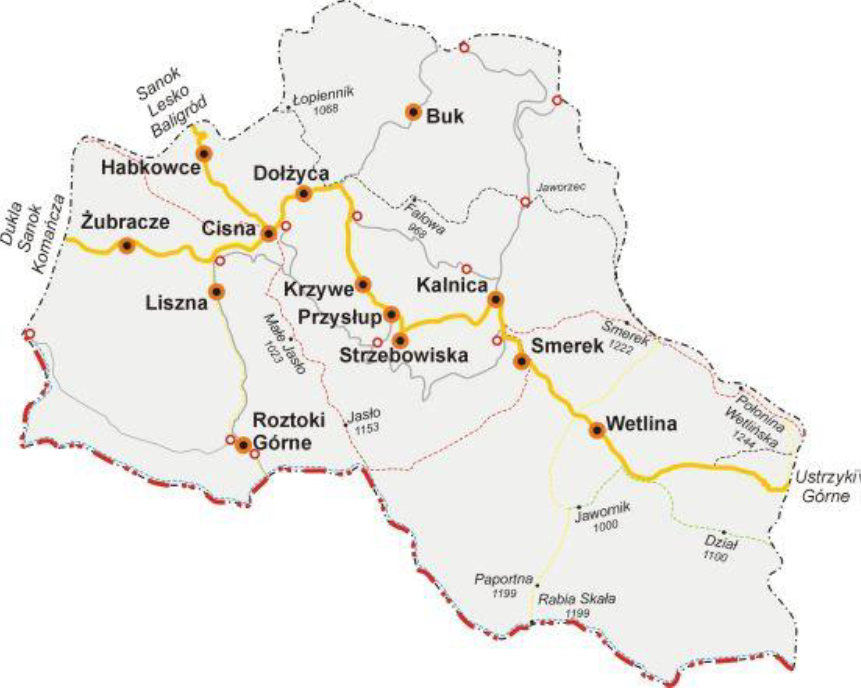 Sanok
Lesko
Baligród
Łopiennik
1068
Buk
Habkowce
Dołżyca
Jaworzec
Dukla
Sanok
Komańcza
Żubracze
Cisna
Falowa
968
Liszna
Krzywe
Kalnica
Przysłup
Strzebowiska
Małe Jasło
1023
Smerek
1222
Smerek
Jasło
1153
Roztoki
Górne
Wetlina
Połonina
Wetlińska
1244
Ustrzyki
Górne
Jawornik
1000
Dział
1100
Paportna
1199
Rabia Skała
1199